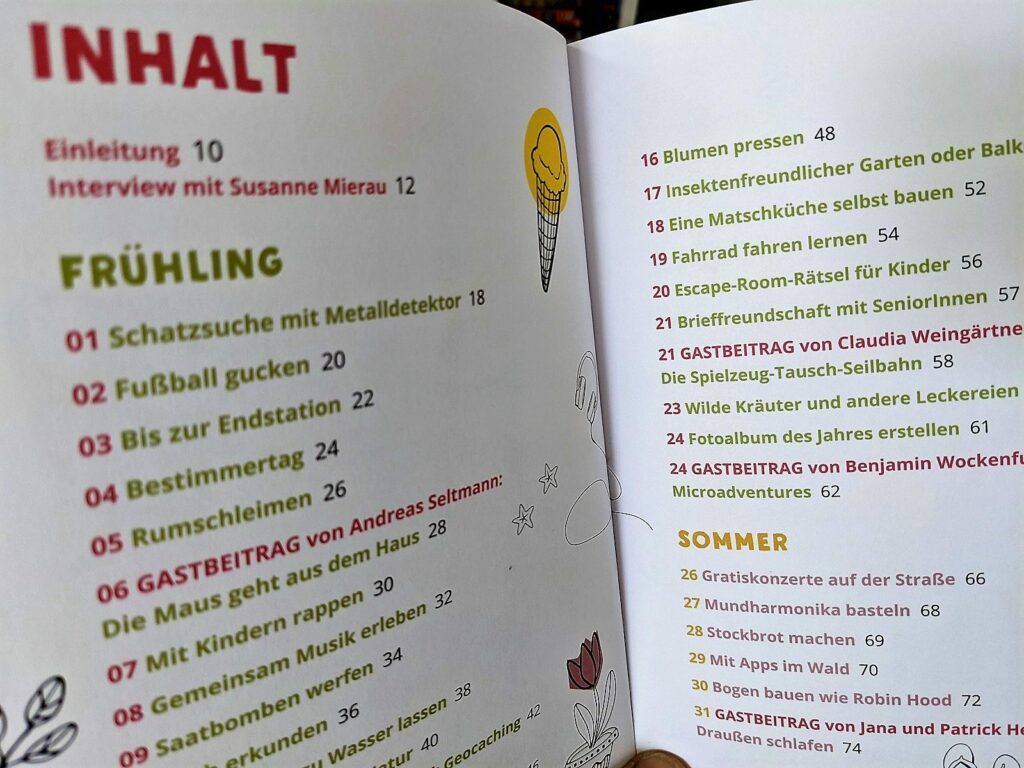 INHALT
Einleitung 10
Interview mit Susanne Mierau 12
FRÜHLING
01 Schatzsuche mit Metalldetektor 18
02 Fußball gucken 20
03 Bis zur Endstation 22
04 Bestimmertag 24
05 Rumschleimen 26
06 GASTBEITRAG von Andreas Seltmann:
Die Maus geht aus dem Haus 28
07 Mit Kindern rappen 30
08 Gemeinsam Musik erleben 32
09 Saatbomben werfen 34
erkunden 36
zu Wasser lassen 38
40
Geocaching 42
46
16 Blumen pressen 48
17 Insektenfreundlicher Garten oder Balk
18 Eine Matschküche selbst bauen 52
19 Fahrrad fahren lernen 54
20 Escape-Room-Rätsel für Kinder 56
21 Brieffreundschaft mit SeniorInnen 57
21 GASTBEITRAG von Claudia Weingärtne
Die Spielzeug-Tausch-Seilbahn 58
23 Wilde Kräuter und andere Leckereien
24 Fotoalbum des Jahres erstellen 61
24 GASTBEITRAG von Benjamin Wockenfu
Microadventures 62
SOMMER
26 Gratiskonzerte auf der Straße 66
27 Mundharmonika basteln 68
28 Stockbrot machen 69
29 Mit Apps im Wald 70
30 Bogen bauen wie Robin Hood 72
31 GASTBEITRAG von Jana und Patrick He
Draußen schlafen 74